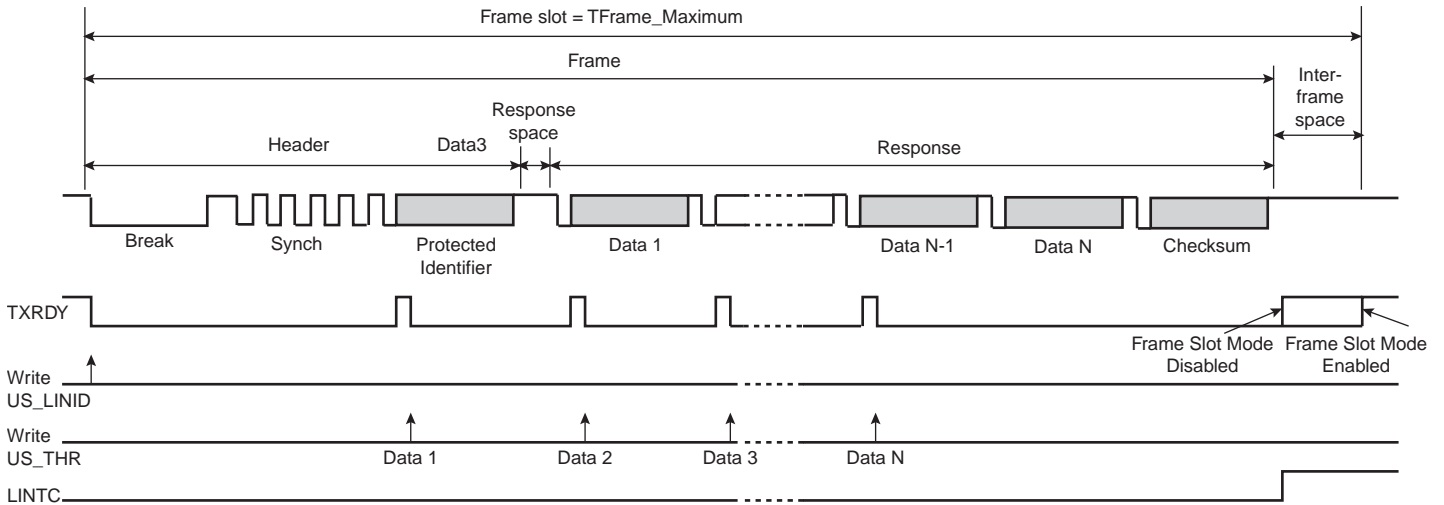 Frame slot = TFrame_Maximum
Frame
Inter-
frame
space
Response
space
Header
Data3
Response
Break
Synch
Protected
Identifier
Data 1
Data N-1
Data N
Checksum
TXRDY
Frame Slot Mode
Disabled
Frame Slot Mode
Enabled
Write
US_LINID
Write
US_THR
Data 1
Data 2
Data 3
Data N
LINTC